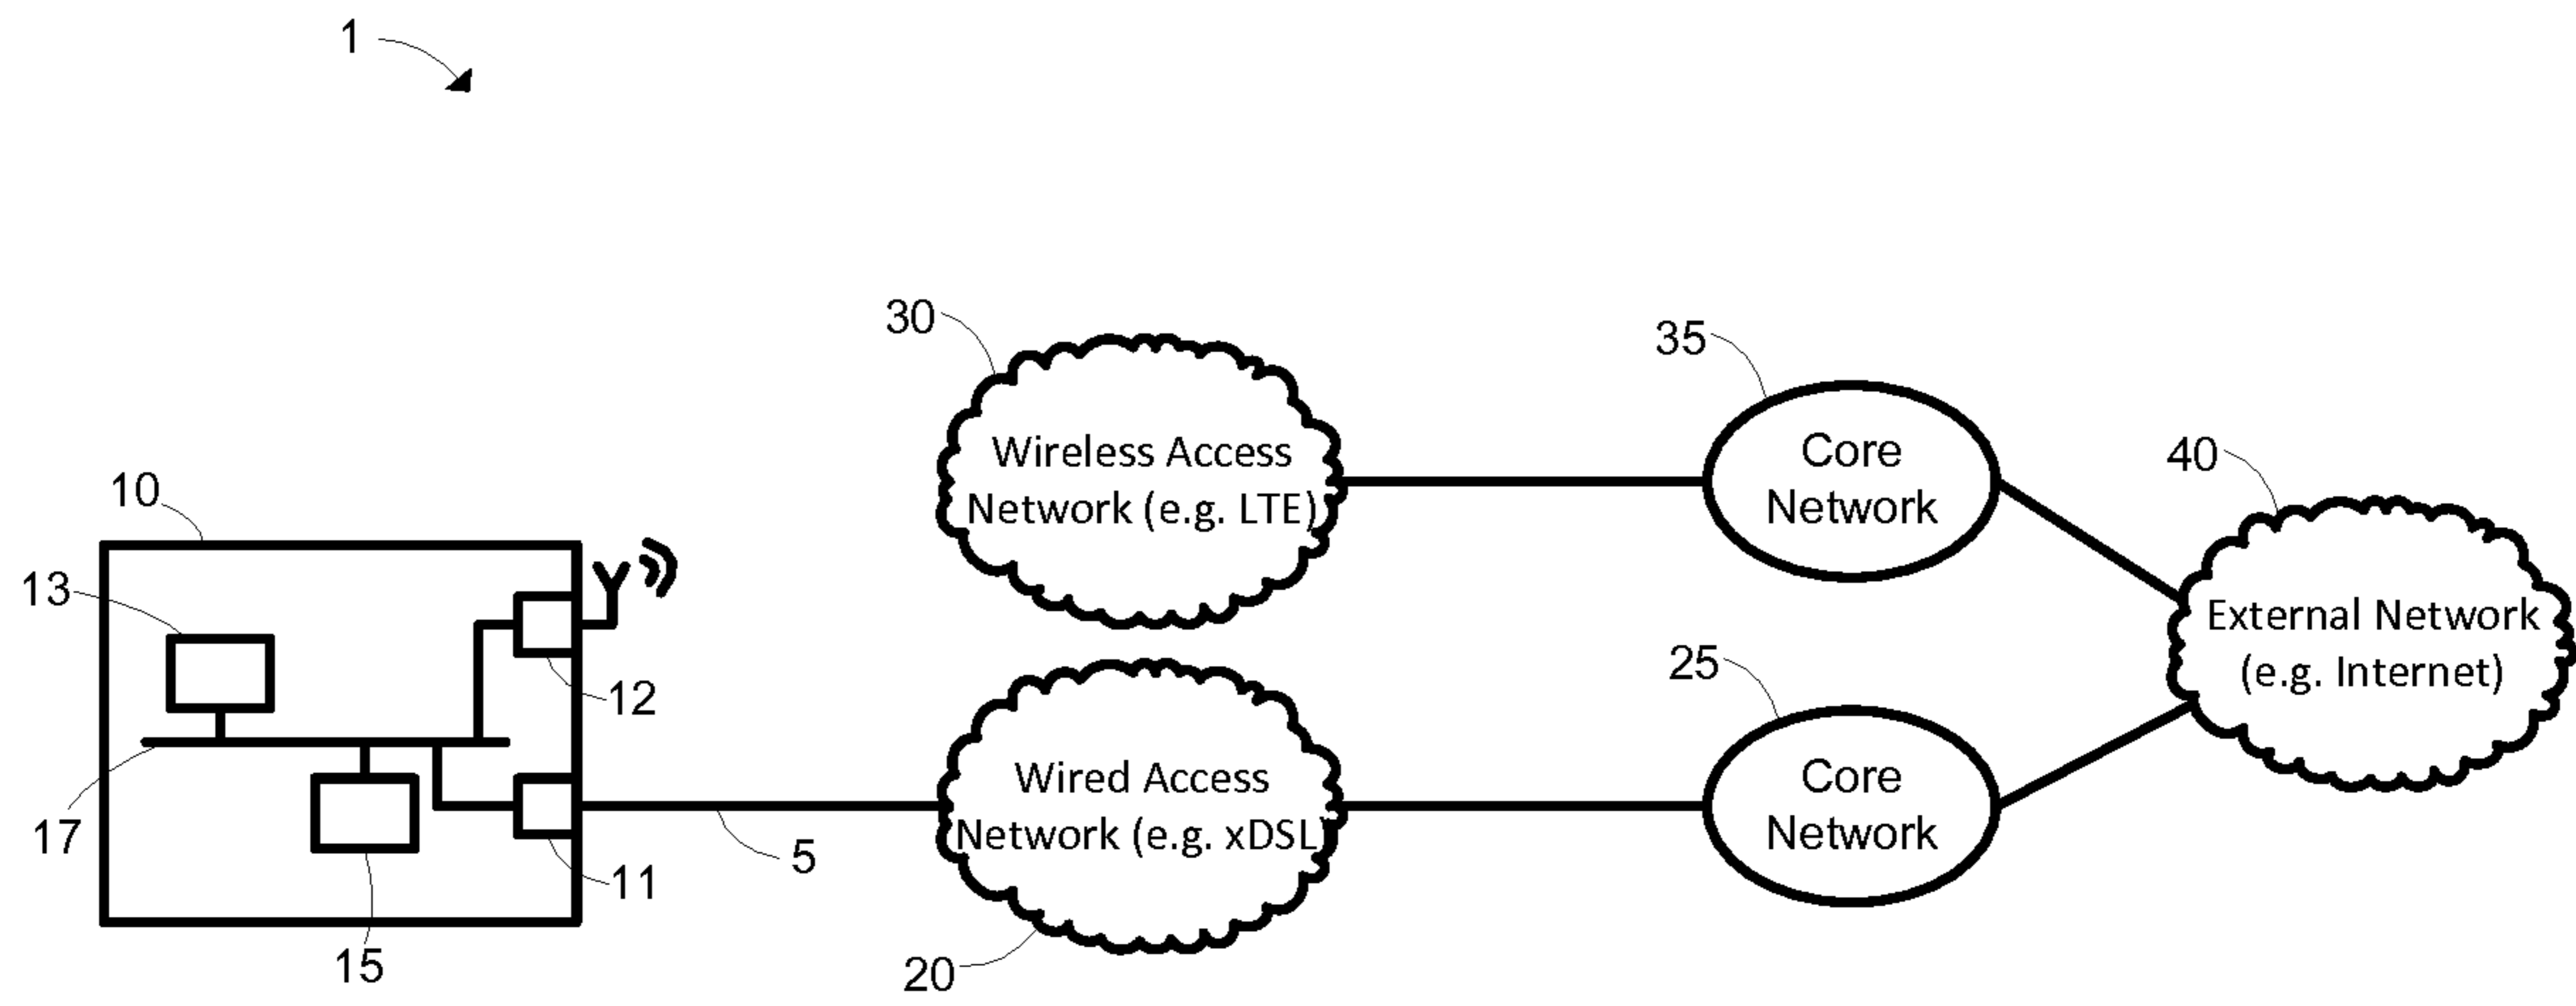 1
30
Wireless Access
Network (e.g. LTE)
35
Core
Network
40
External Network
(e.g. Internet)
10
13
12
17
15
11
5
Wired Access
Network (e.g. xDSL)
20
25
Core
Network